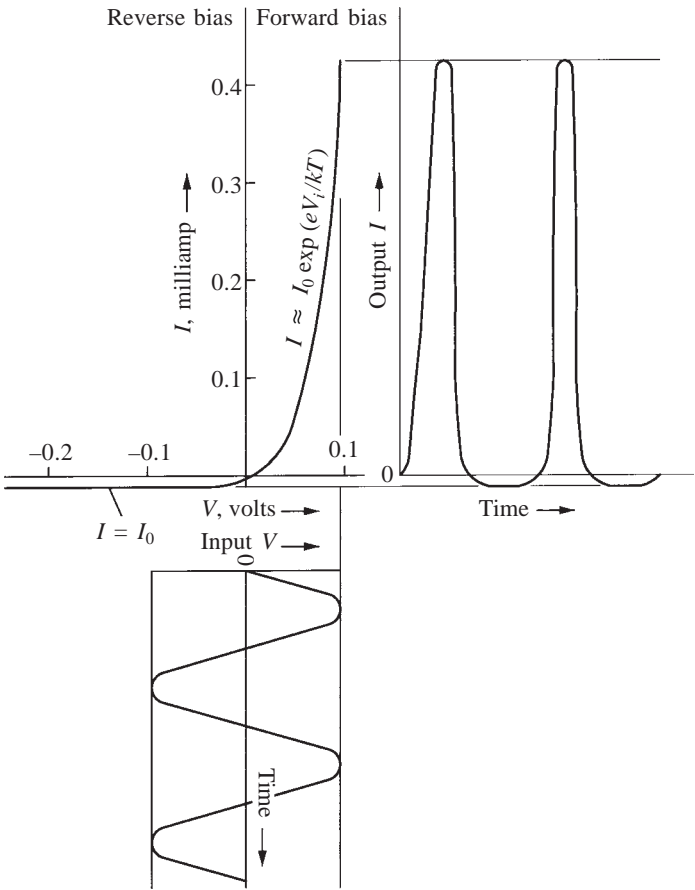 Reverse bias
Forward bias
0.4
0.3
0.2
0.1
I, milliamp
I ≈ I₀ exp (eVᵢ/kT)
Output I
–0.2
–0.1
0.1
0
I = I₀
V, volts
Time
Input V
0
Time